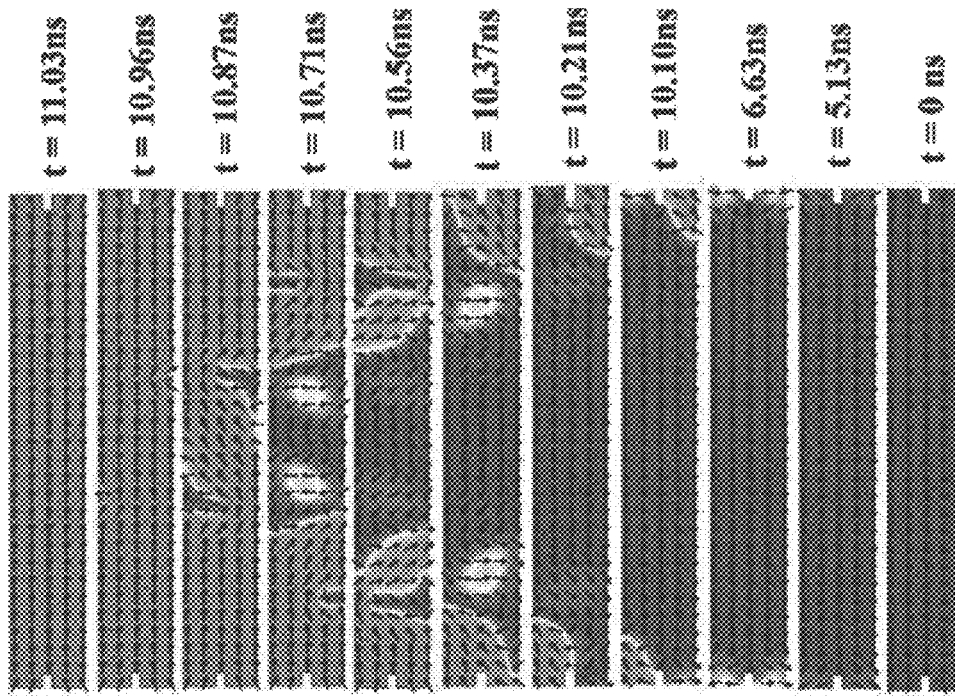 t = 11.03ns
t = 10.96ns
t = 10.87ns
t = 10.71ns
t = 10.56ns
t = 10.37ns
t = 10.21ns
t = 10.10ns
t = 6.63ns
t = 5.13ns
t = 0 ns